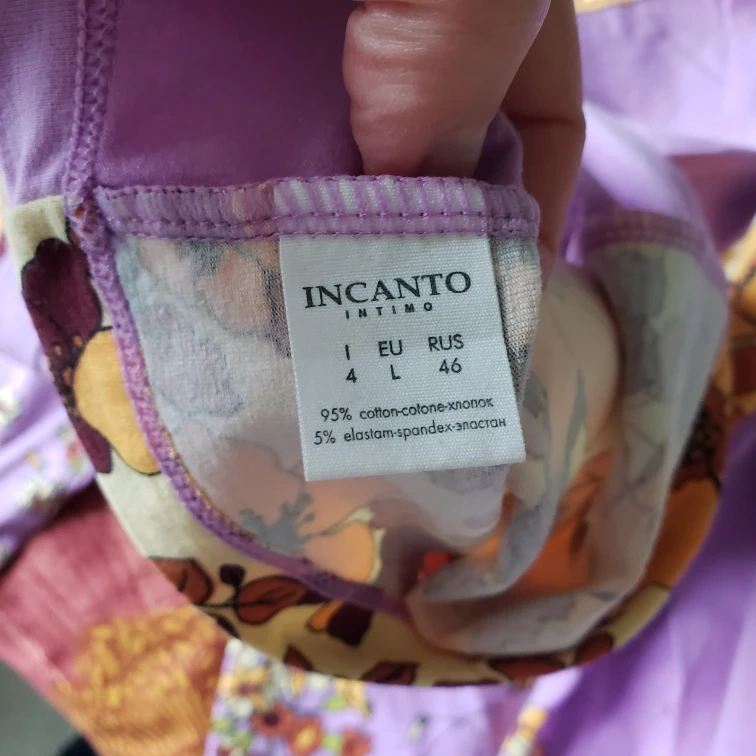 INCANTO
INTIMO
I EU RUS
4 L 46
95% cotton-cotone-хлопок
5% elastam-spandex-эластан